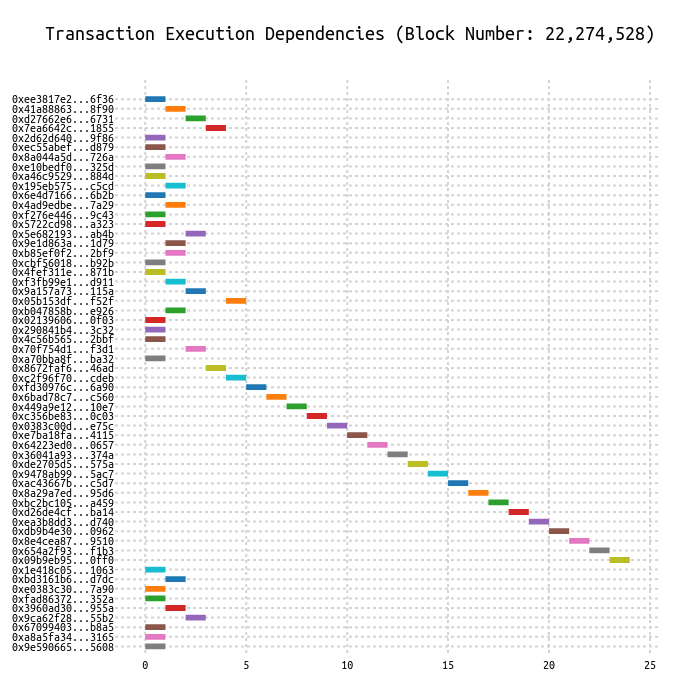 Transaction Execution Dependencies (Block Number: 22,274,528)
0xee3817e2...6f36
0x41a88863...8f90
0xd27662e6...6731
0x7ea6642c...1855
0x2d62d640...9f86
0xec55abef...d879
0x8a044a5d...726a
0xe10bedf0...325d
0xa46c9529...884d
0x195eb575...c5cd
0x6e4d7166...6b2b
0x4ad9edbe...7a29
0xf276e446...9c43
0x5722cd98...a323
0x5e682193...ab4b
0x9e1d863a...1d79
0xb85ef0f2...2bf9
0xcbf56018...b92b
0x4fef311e...871b
0xf3fb99e1...d911
0x9a157a73...115a
0x05b153df...f52f
0xb047858b...e926
0x02139606...0f03
0x290841b4...3c32
0x4c56b565...2bbf
0x70f754d1...f3d1
0xa70bba8f...ba32
0x8672faf6...46ad
0xc2f96f70...cdeb
0xfd30976c...6a90
0x6bad78c7...c560
0x449a9e12...10e7
0xc356be83...0c03
0x0383c00d...e75c
0xe7ba18fa...4115
0x64223ed0...0657
0x36041a93...374a
0xde2705d5...575a
0x9478ab99...5ac7
0xac43667b...c5d7
0x8a29a7ed...95d6
0xbc2bc105...a459
0xd26de4cf...ba14
0xea3b8dd3...d740
0xdb9b4e30...0962
0x8e4cea87...9510
0x654a2f93...f1b3
0x09b9eb95...0ff0
0x1e418c05...1063
0xbd3161b6...d7dc
0xe0383c30...7a90
0xfad86372...352a
0x3960ad30...955a
0x9ca62f28...55b2
0x67099403...b8a5
0xa8a5fa34...3165
0x9e590665...5608
0 5 10 15 20 25